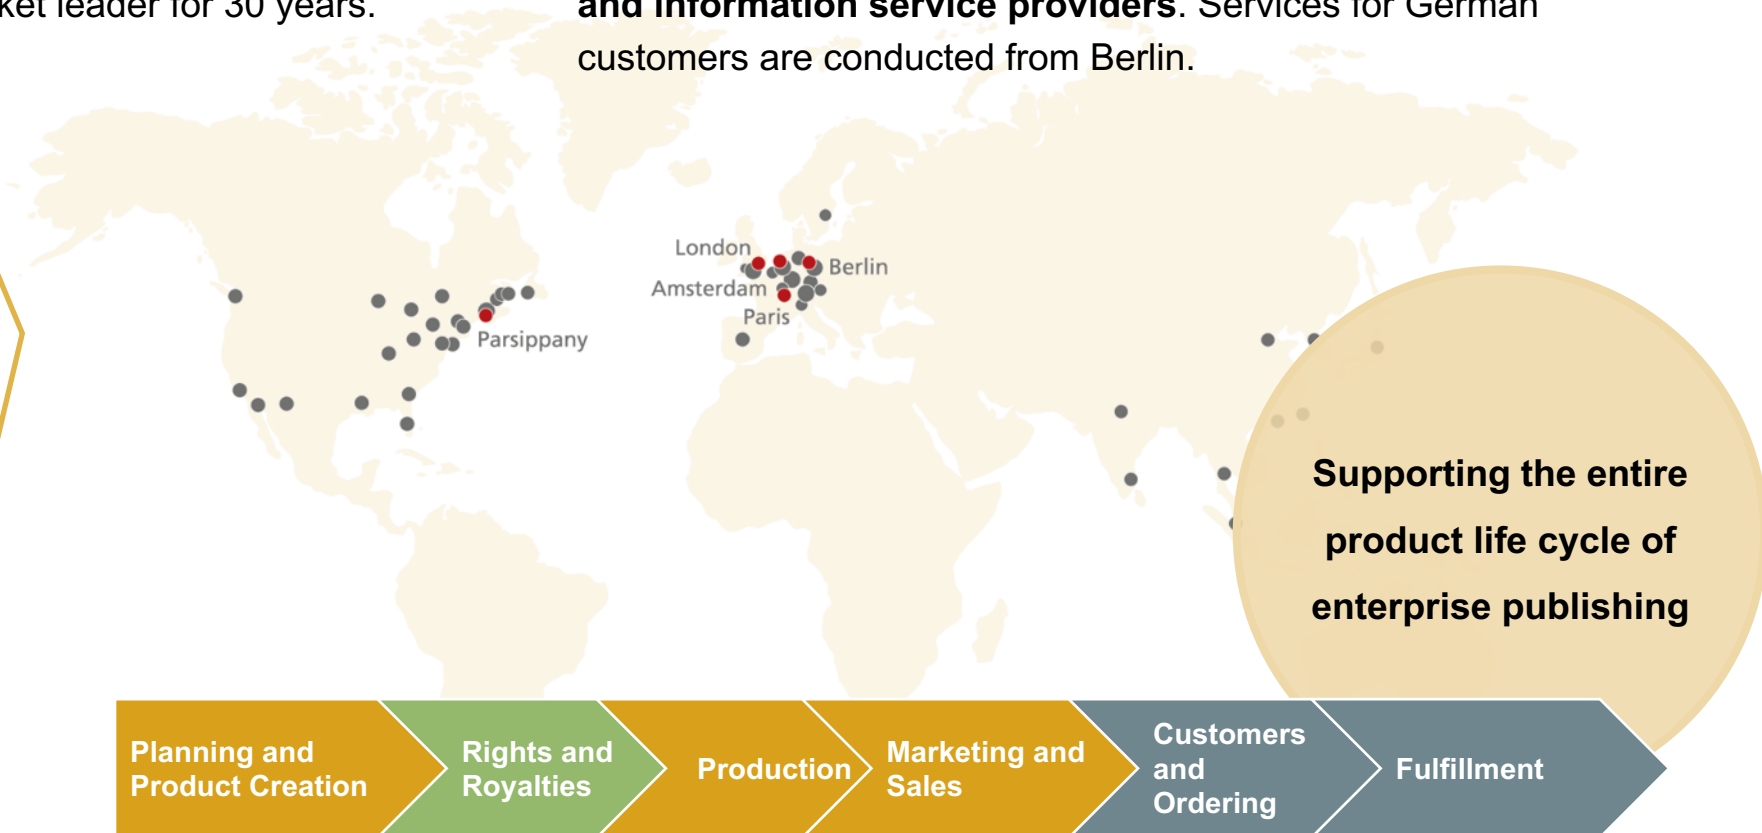 ket leader for 30 years.
and information service providers. Services for German
customers are conducted from Berlin.
London
Berlin
Amsterdam
Paris
Parsippany
Supporting the entire
product life cycle of
enterprise publishing
Planning and
Product Creation
Rights and
Royalties
Production
Marketing and
Sales
Customers
and
Ordering
Fulfillment